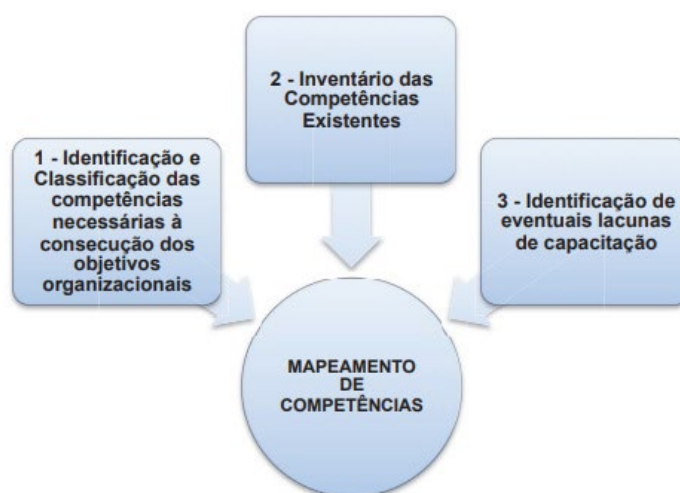 1 - Identificação e
Classificação das
competências
necessárias à
consecução dos
objetivos
organizacionais
2 - Inventário das
Competências
Existentes
3 - Identificação de
eventuais lacunas
de capacitação
MAPEAMENTO
DE
COMPETÊNCIAS